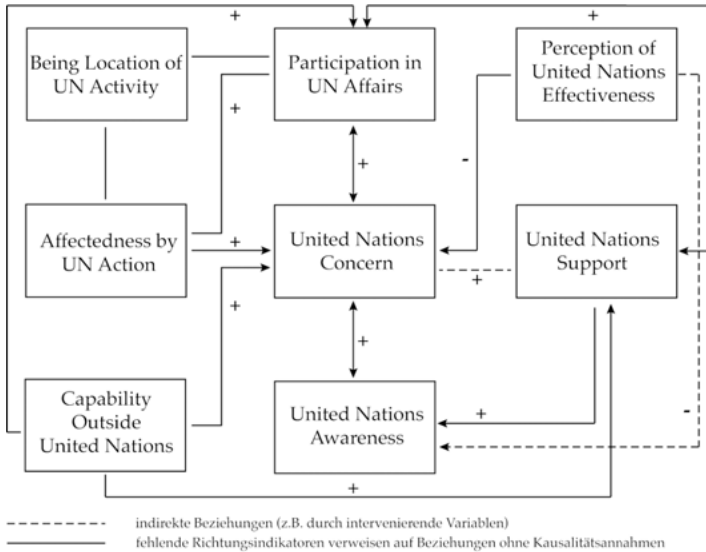 +
+
Being Location of
UN Activity
Participation in
UN Affairs
Perception of
United Nations
Effectiveness
+
+
-
Affectedness by
UN Action
+
United Nations
Concern
+
United Nations
Support
+
+
Capability
Outside
United Nations
United Nations
Awareness
+
-
+
indirekte Beziehungen (z.B. durch intervenierende Variablen)
fehlende Richtungsindikatoren verweisen auf Beziehungen ohne Kausalitätsannahmen